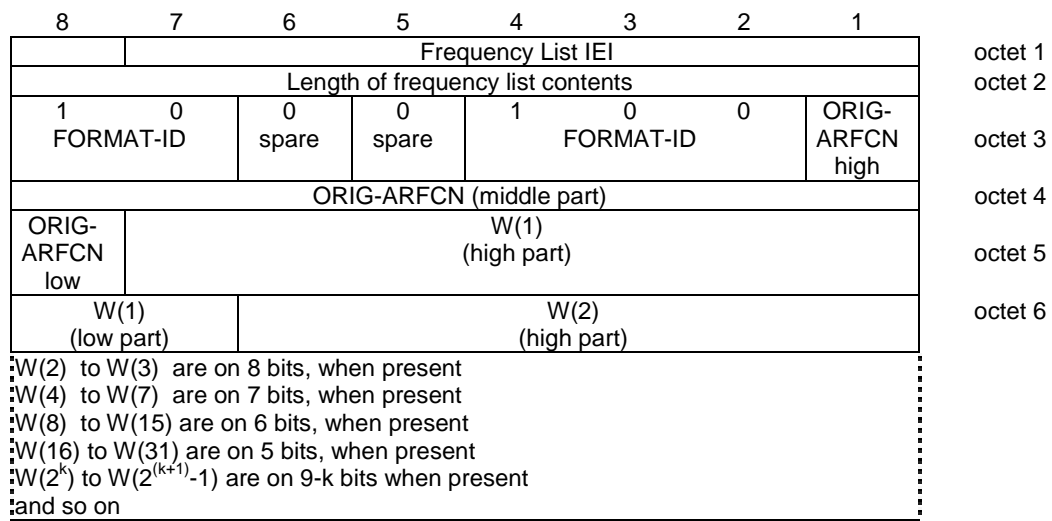 8 7 6 5 4 3 2 1
Frequency List IEI octet 1
Length of frequency list contents octet 2
1 0 0 0 1 0 0 ORIG-
FORMAT-ID spare spare FORMAT-ID ARFCN octet 3
high
ORIG-ARFCN (middle part) octet 4
ORIG- W(1)
ARFCN (high part) octet 5
low
W(1) W(2) octet 6
(low part) (high part)
W(2) to W(3) are on 8 bits, when present
W(4) to W(7) are on 7 bits, when present
W(8) to W(15) are on 6 bits, when present
W(16) to W(31) are on 5 bits, when present
W(2^k) to W(2^(k+1)-1) are on 9-k bits when present
and so on